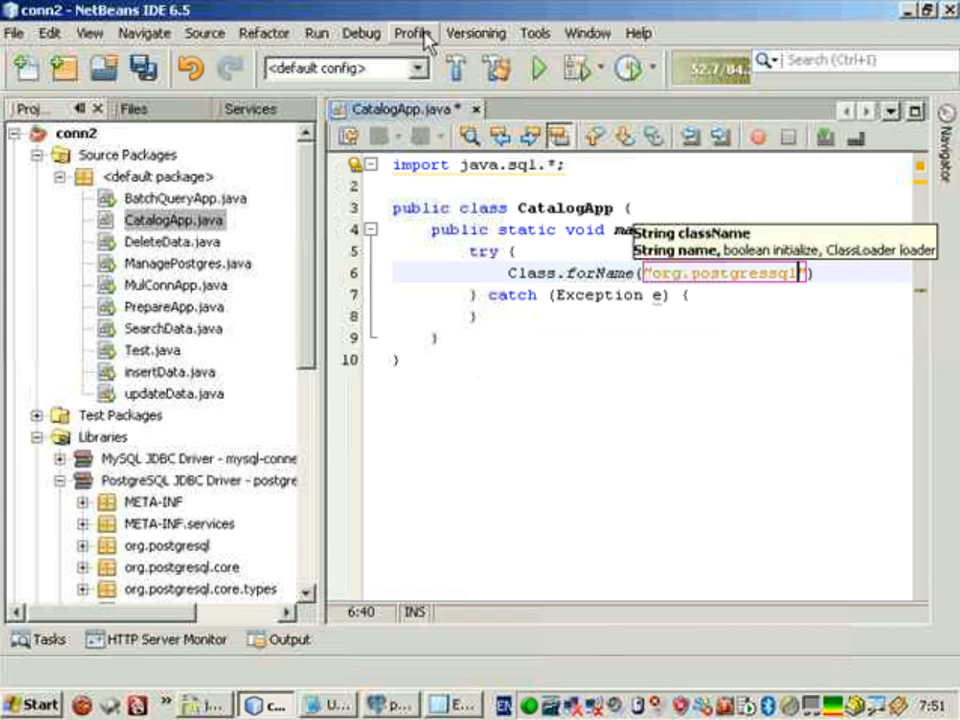 conn2 - NetBeans IDE 6.5
File Edit View Navigate Source Refactor Run Debug Profile Versioning Tools Window Help
<default config>
52.7/84.
Search (Ctrl+I)
Proj... Files Services
CatalogApp.java *
Navigator
conn2
Source Packages
<default package>
BatchQueryApp.java
CatalogApp.java
DeleteData.java
ManagePostgres.java
MulConnApp.java
PrepareApp.java
SearchData.java
Test.java
insertData.java
updateData.java
Test Packages
Libraries
MySQL JDBC Driver - mysql-conne
PostgreSQL JDBC Driver - postgre
META-INF
META-INF.services
org.postgresql
org.postgresql.core
org.postgresql.core.types
import java.sql.*;
2
3 public class CatalogApp {
4 public static void ma
String className
String name, boolean initialize, ClassLoader loader
5 try {
6 Class.forName("org.postgressql")
7 } catch (Exception e) {
8 }
9 }
10 }
6:40 INS
Tasks HTTP Server Monitor Output
Start » j... c... U... p... E... EN 7:51